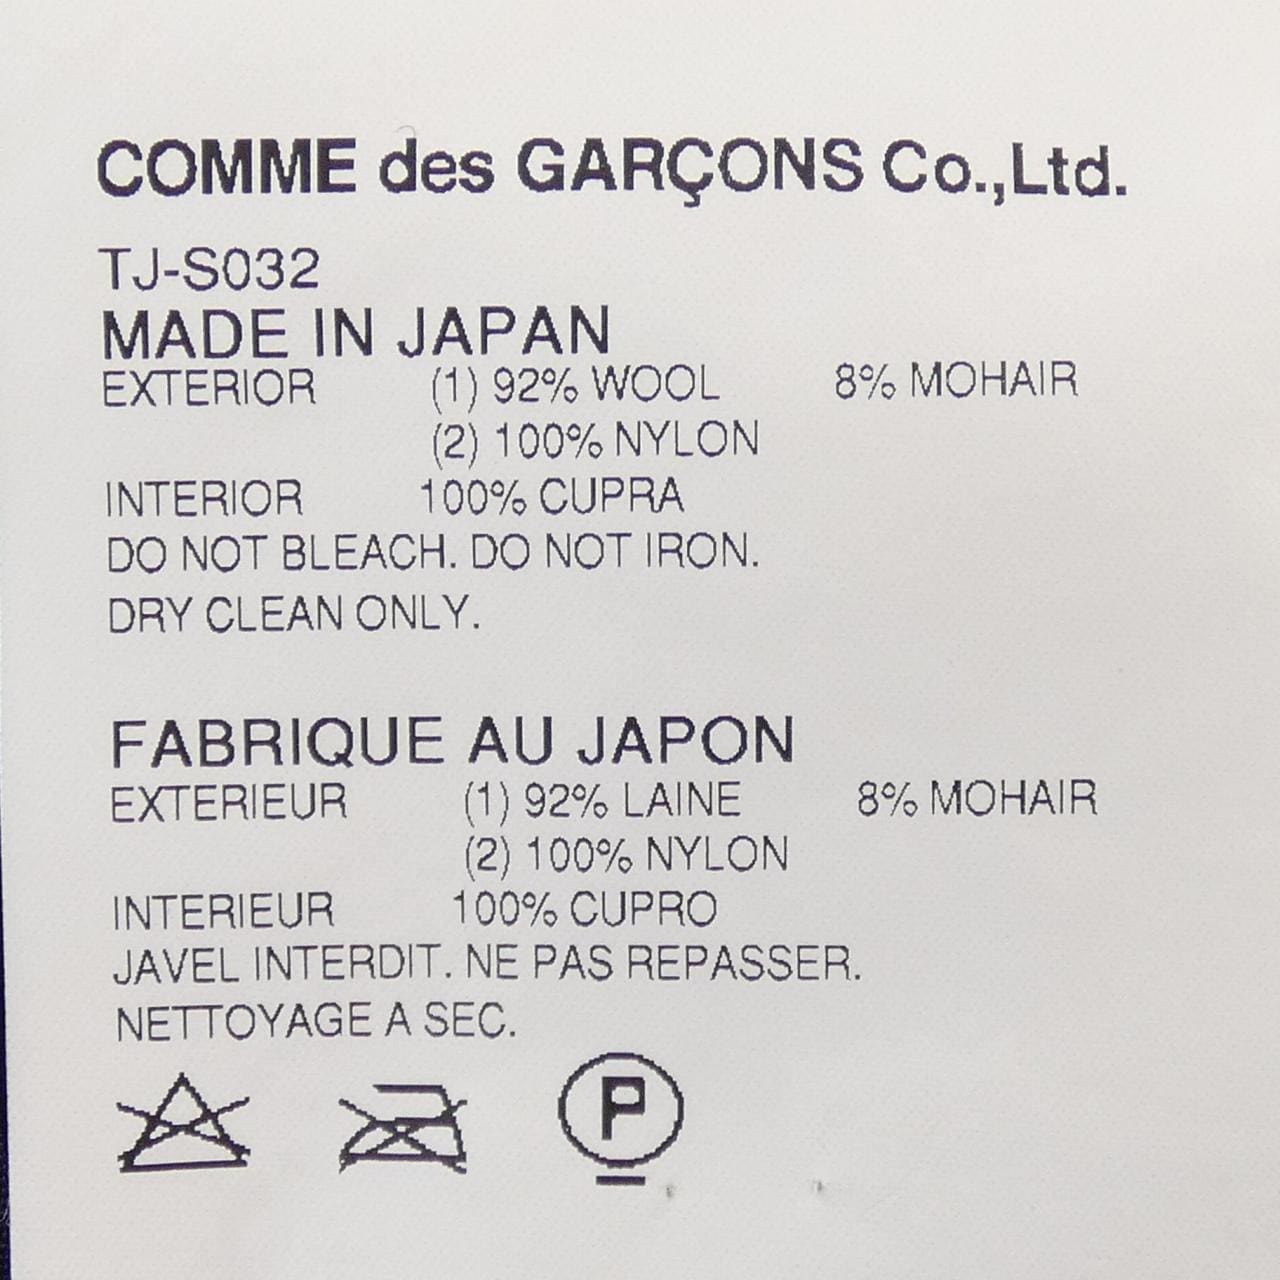 COMME des GARÇONS Co.,Ltd.
TJ-S032
MADE IN JAPAN
EXTERIOR (1) 92% WOOL 8% MOHAIR
(2) 100% NYLON
INTERIOR 100% CUPRA
DO NOT BLEACH. DO NOT IRON.
DRY CLEAN ONLY.
FABRIQUE AU JAPON
EXTERIEUR (1) 92% LAINE 8% MOHAIR
(2) 100% NYLON
INTERIEUR 100% CUPRO
JAVEL INTERDIT. NE PAS REPASSER.
NETTOYAGE A SEC.
P